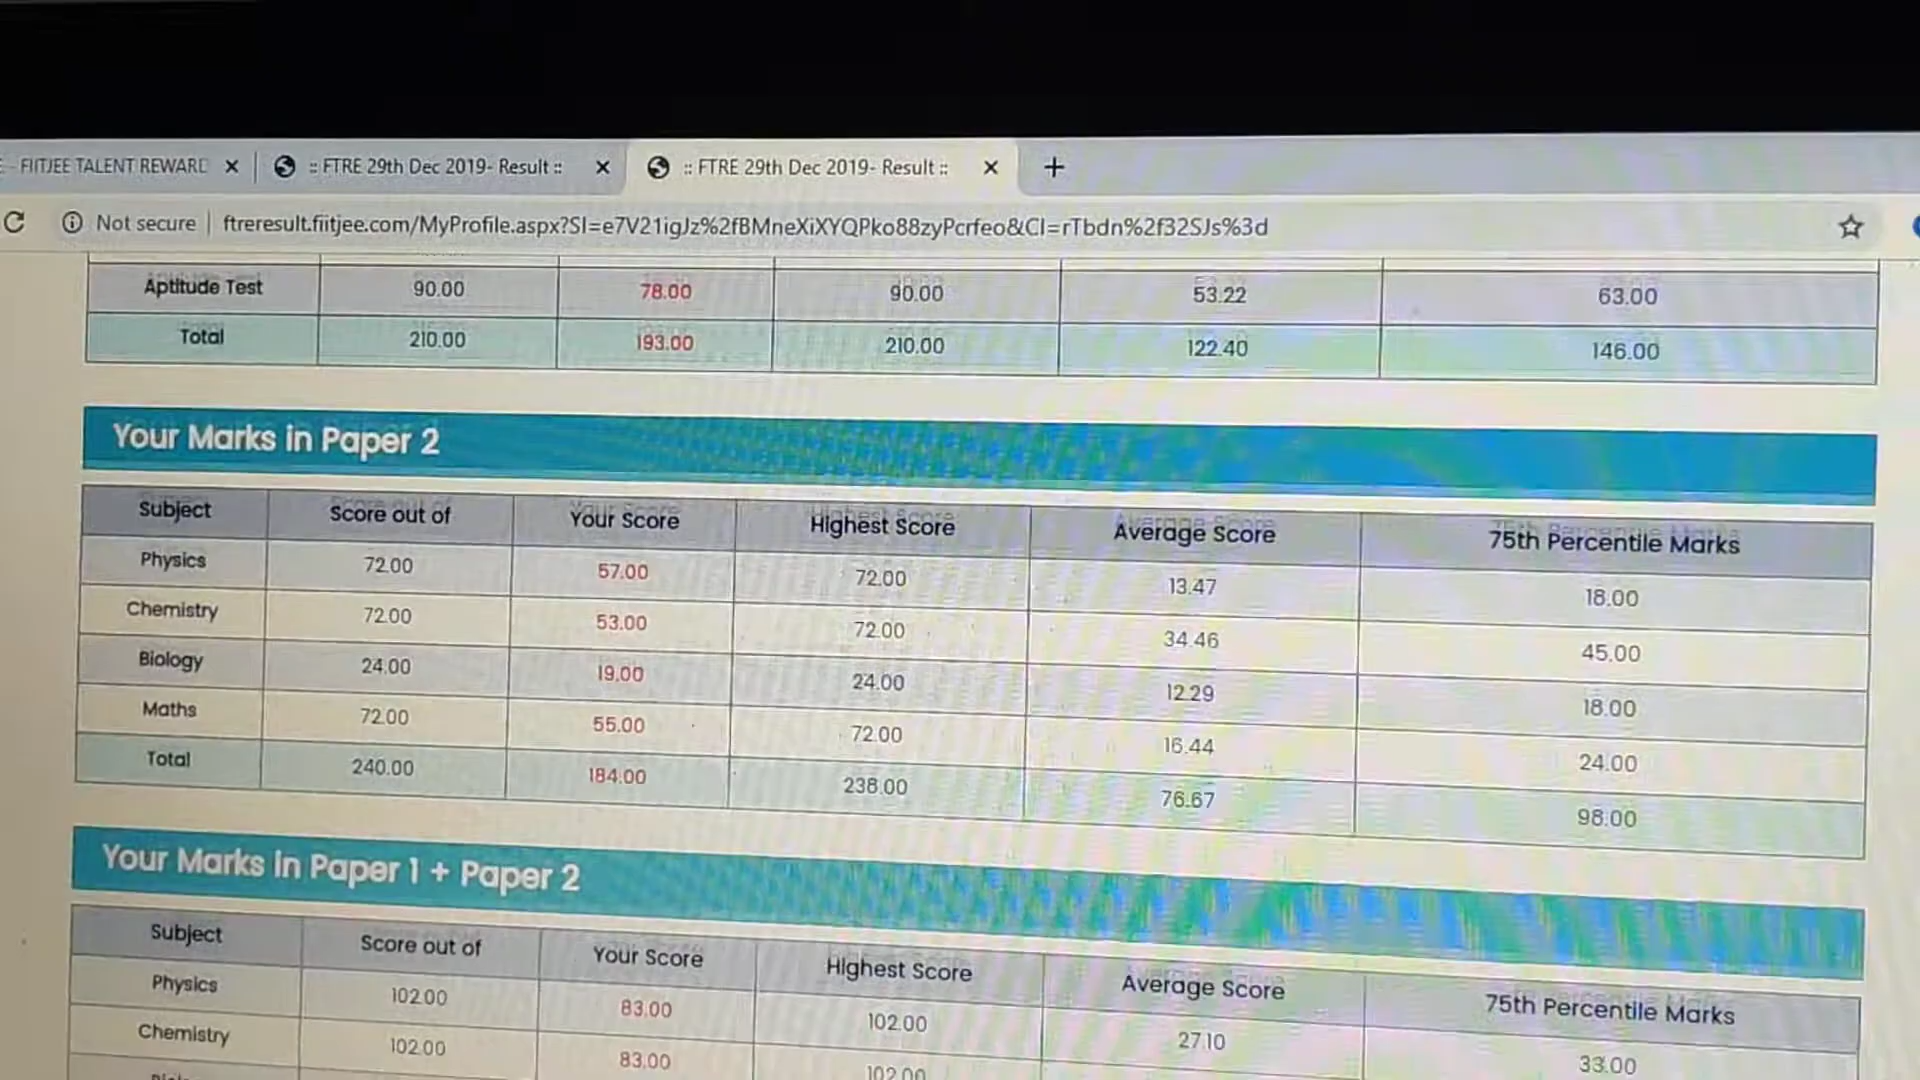 - FIITJEE TALENT REWARD :: FTRE 29th Dec 2019- Result :: :: FTRE 29th Dec 2019- Result ::
Not secure | ftreresult.fiitjee.com/MyProfile.aspx?SI=e7V21igJz%2fBMneXiXYQPko88zyPcrfeo&CI=rTbdn%2f32SJs%3d
Aptitude Test 90.00 78.00 90.00 53.22 63.00
Total 210.00 193.00 210.00 122.40 146.00
Your Marks in Paper 2
Subject Score out of Your Score Highest Score Average Score 75th Percentile Marks
Physics 72.00 57.00 72.00 13.47 18.00
Chemistry 72.00 53.00 72.00 34.46 45.00
Biology 24.00 19.00 24.00 12.29 18.00
Maths 72.00 55.00 72.00 16.44 24.00
Total 240.00 184.00 238.00 76.67 98.00
Your Marks in Paper 1 + Paper 2
Subject Score out of Your Score Highest Score Average Score 75th Percentile Marks
Physics 102.00 83.00 102.00 27.10 33.00
Chemistry 102.00 83.00 102.00